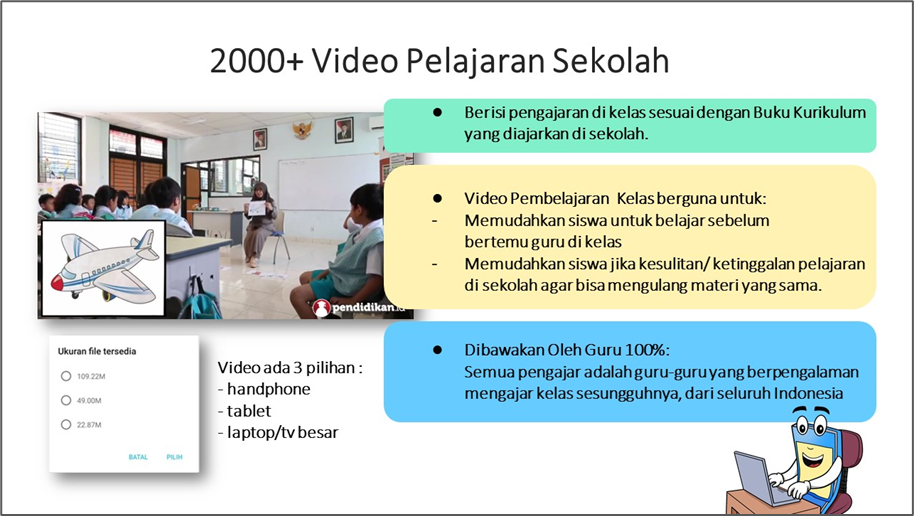 2000+ Video Pelajaran Sekolah
● Berisi pengajaran di kelas sesuai dengan Buku Kurikulum
yang diajarkan di sekolah.
● Video Pembelajaran Kelas berguna untuk:
- Memudahkan siswa untuk belajar sebelum
bertemu guru di kelas
- Memudahkan siswa jika kesulitan/ ketinggalan pelajaran
di sekolah agar bisa mengulang materi yang sama.
pendidikan.id
Ukuran file tersedia
109.22M
49.00M
22.87M
BATAL PILIH
Video ada 3 pilihan :
- handphone
- tablet
- laptop/tv besar
● Dibawakan Oleh Guru 100%:
Semua pengajar adalah guru-guru yang berpengalaman
mengajar kelas sesungguhnya, dari seluruh Indonesia